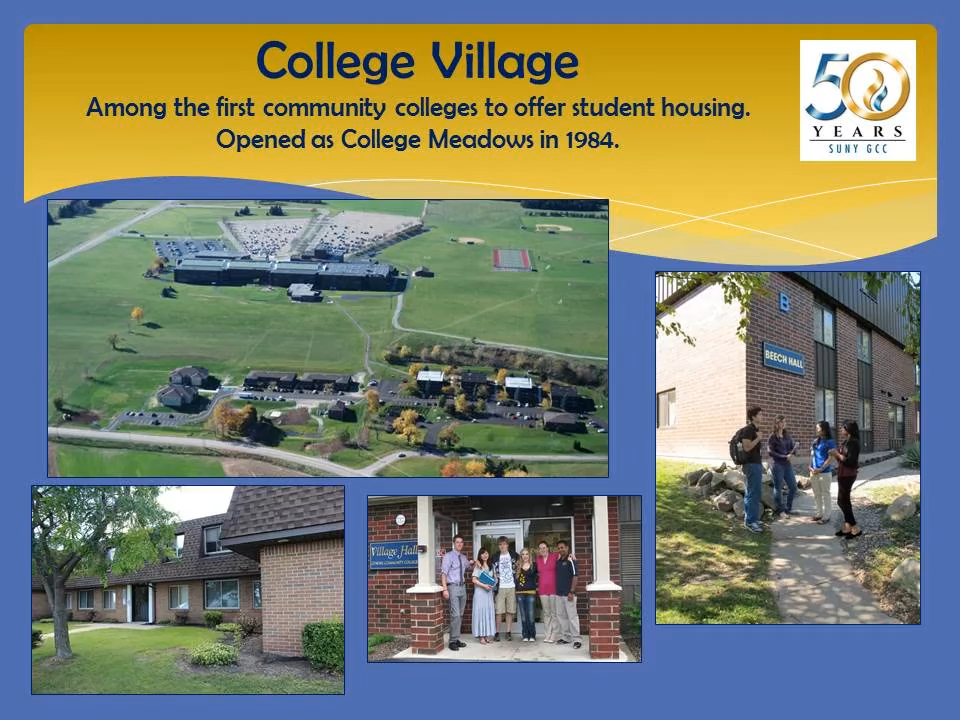 College Village
Among the first community colleges to offer student housing.
Opened as College Meadows in 1984.
50
YEARS
SUNY GCC
B
BEECH HALL
Village Hall
GENESEE COMMUNITY COLLEGE